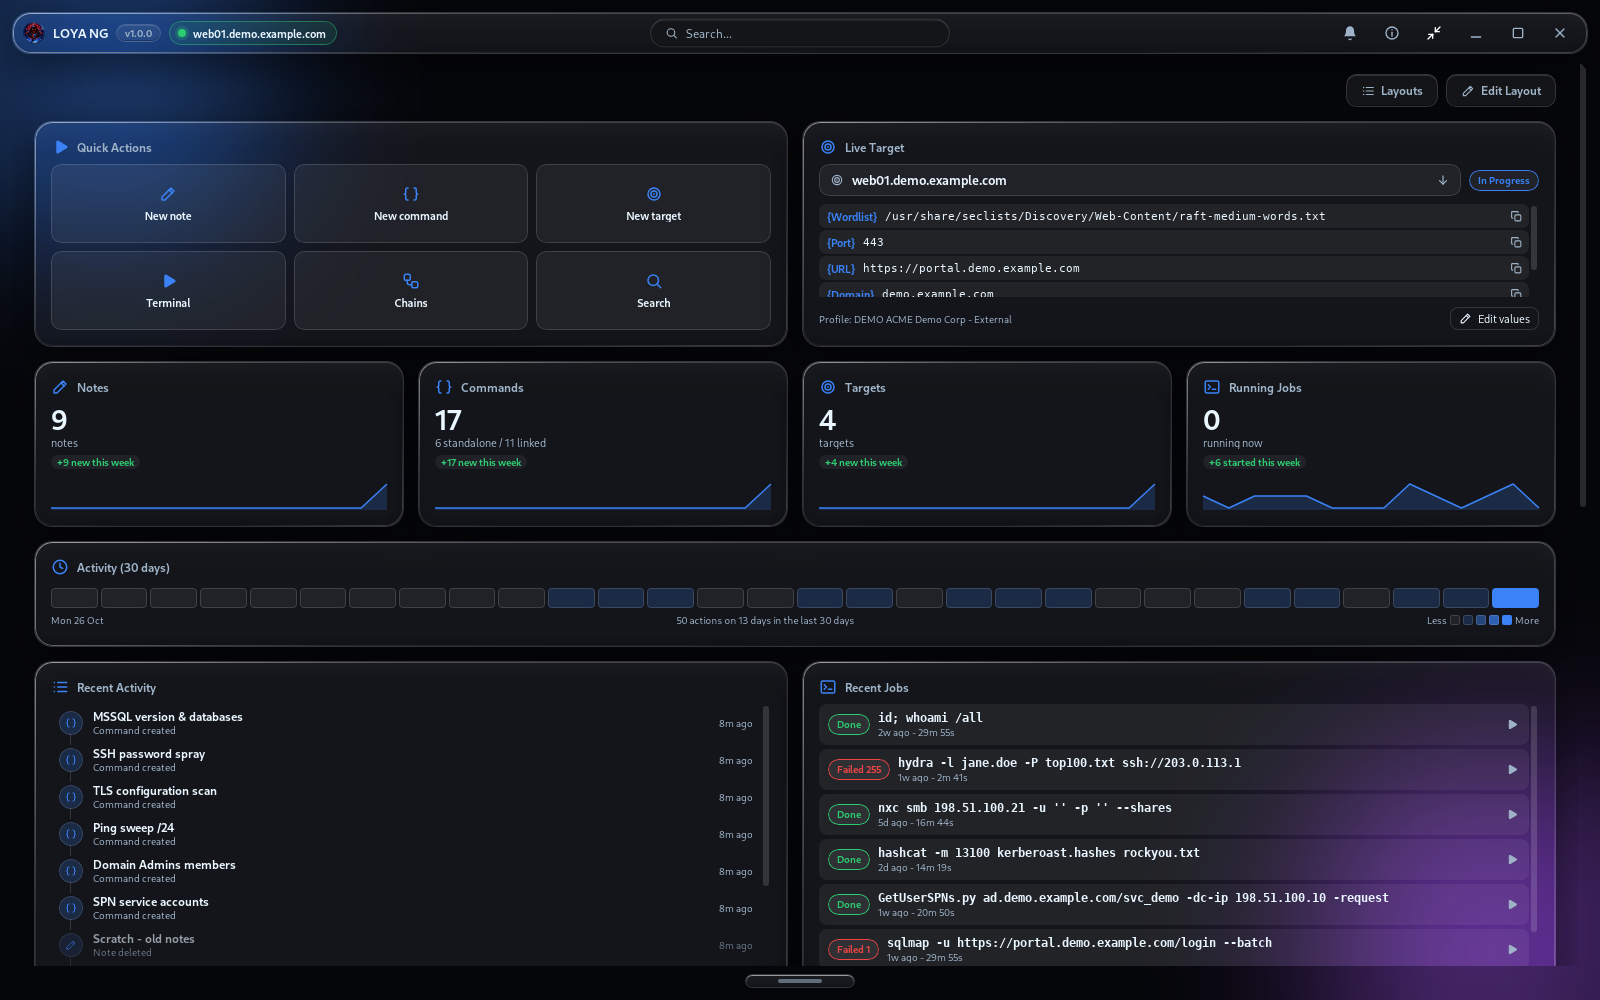 LOYA NG v1.0.0 web01.demo.example.com Search...
Layouts Edit Layout
Quick Actions
New note New command New target
Terminal Chains Search
Live Target
web01.demo.example.com In Progress
{Wordlist} /usr/share/seclists/Discovery/Web-Content/raft-medium-words.txt
{Port} 443
{URL} https://portal.demo.example.com
{Domain} demo.example.com
Profile: DEMO ACME Demo Corp - External Edit values
Notes
9
notes
+9 new this week
Commands
17
6 standalone / 11 linked
+17 new this week
Targets
4
targets
+4 new this week
Running Jobs
0
running now
+6 started this week
Activity (30 days)
Mon 26 Oct 50 actions on 13 days in the last 30 days Less More
Recent Activity
MSSQL version & databases
Command created 8m ago
SSH password spray
Command created 8m ago
TLS configuration scan
Command created 8m ago
Ping sweep /24
Command created 8m ago
Domain Admins members
Command created 8m ago
SPN service accounts
Command created 8m ago
Scratch - old notes
Note deleted 8m ago
Recent Jobs
Done id; whoami /all
2w ago - 29m 55s
Failed 255 hydra -l jane.doe -P top100.txt ssh://203.0.113.1
1w ago - 2m 41s
Done nxc smb 198.51.100.21 -u '' -p '' --shares
5d ago - 16m 44s
Done hashcat -m 13100 kerberoast.hashes rockyou.txt
2d ago - 14m 19s
Done GetUserSPNs.py ad.demo.example.com/svc_demo -dc-ip 198.51.100.10 -request
1w ago - 20m 50s
Failed 1 sqlmap -u https://portal.demo.example.com/login --batch
1w ago - 29m 55s